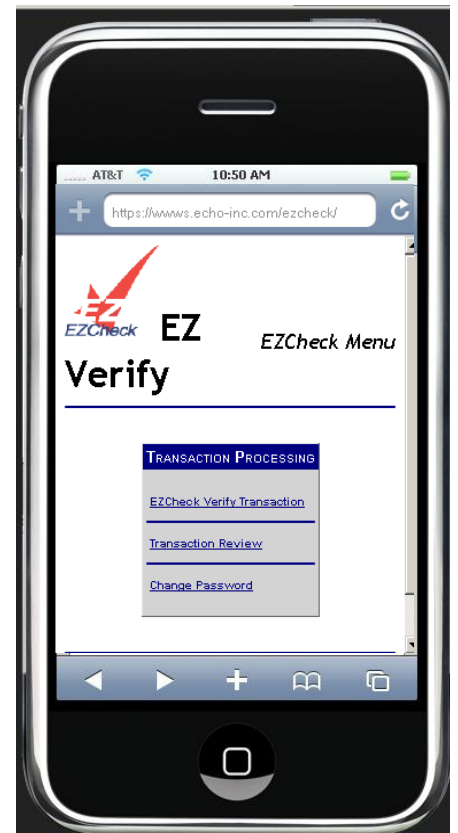 AT&T 10:50 AM
https://wwws.echo-inc.com/ezcheck/
EZ
EZCheck EZ
EZCheck Menu
Verify
TRANSACTION PROCESSING
EZCheck Verify Transaction
Transaction Review
Change Password